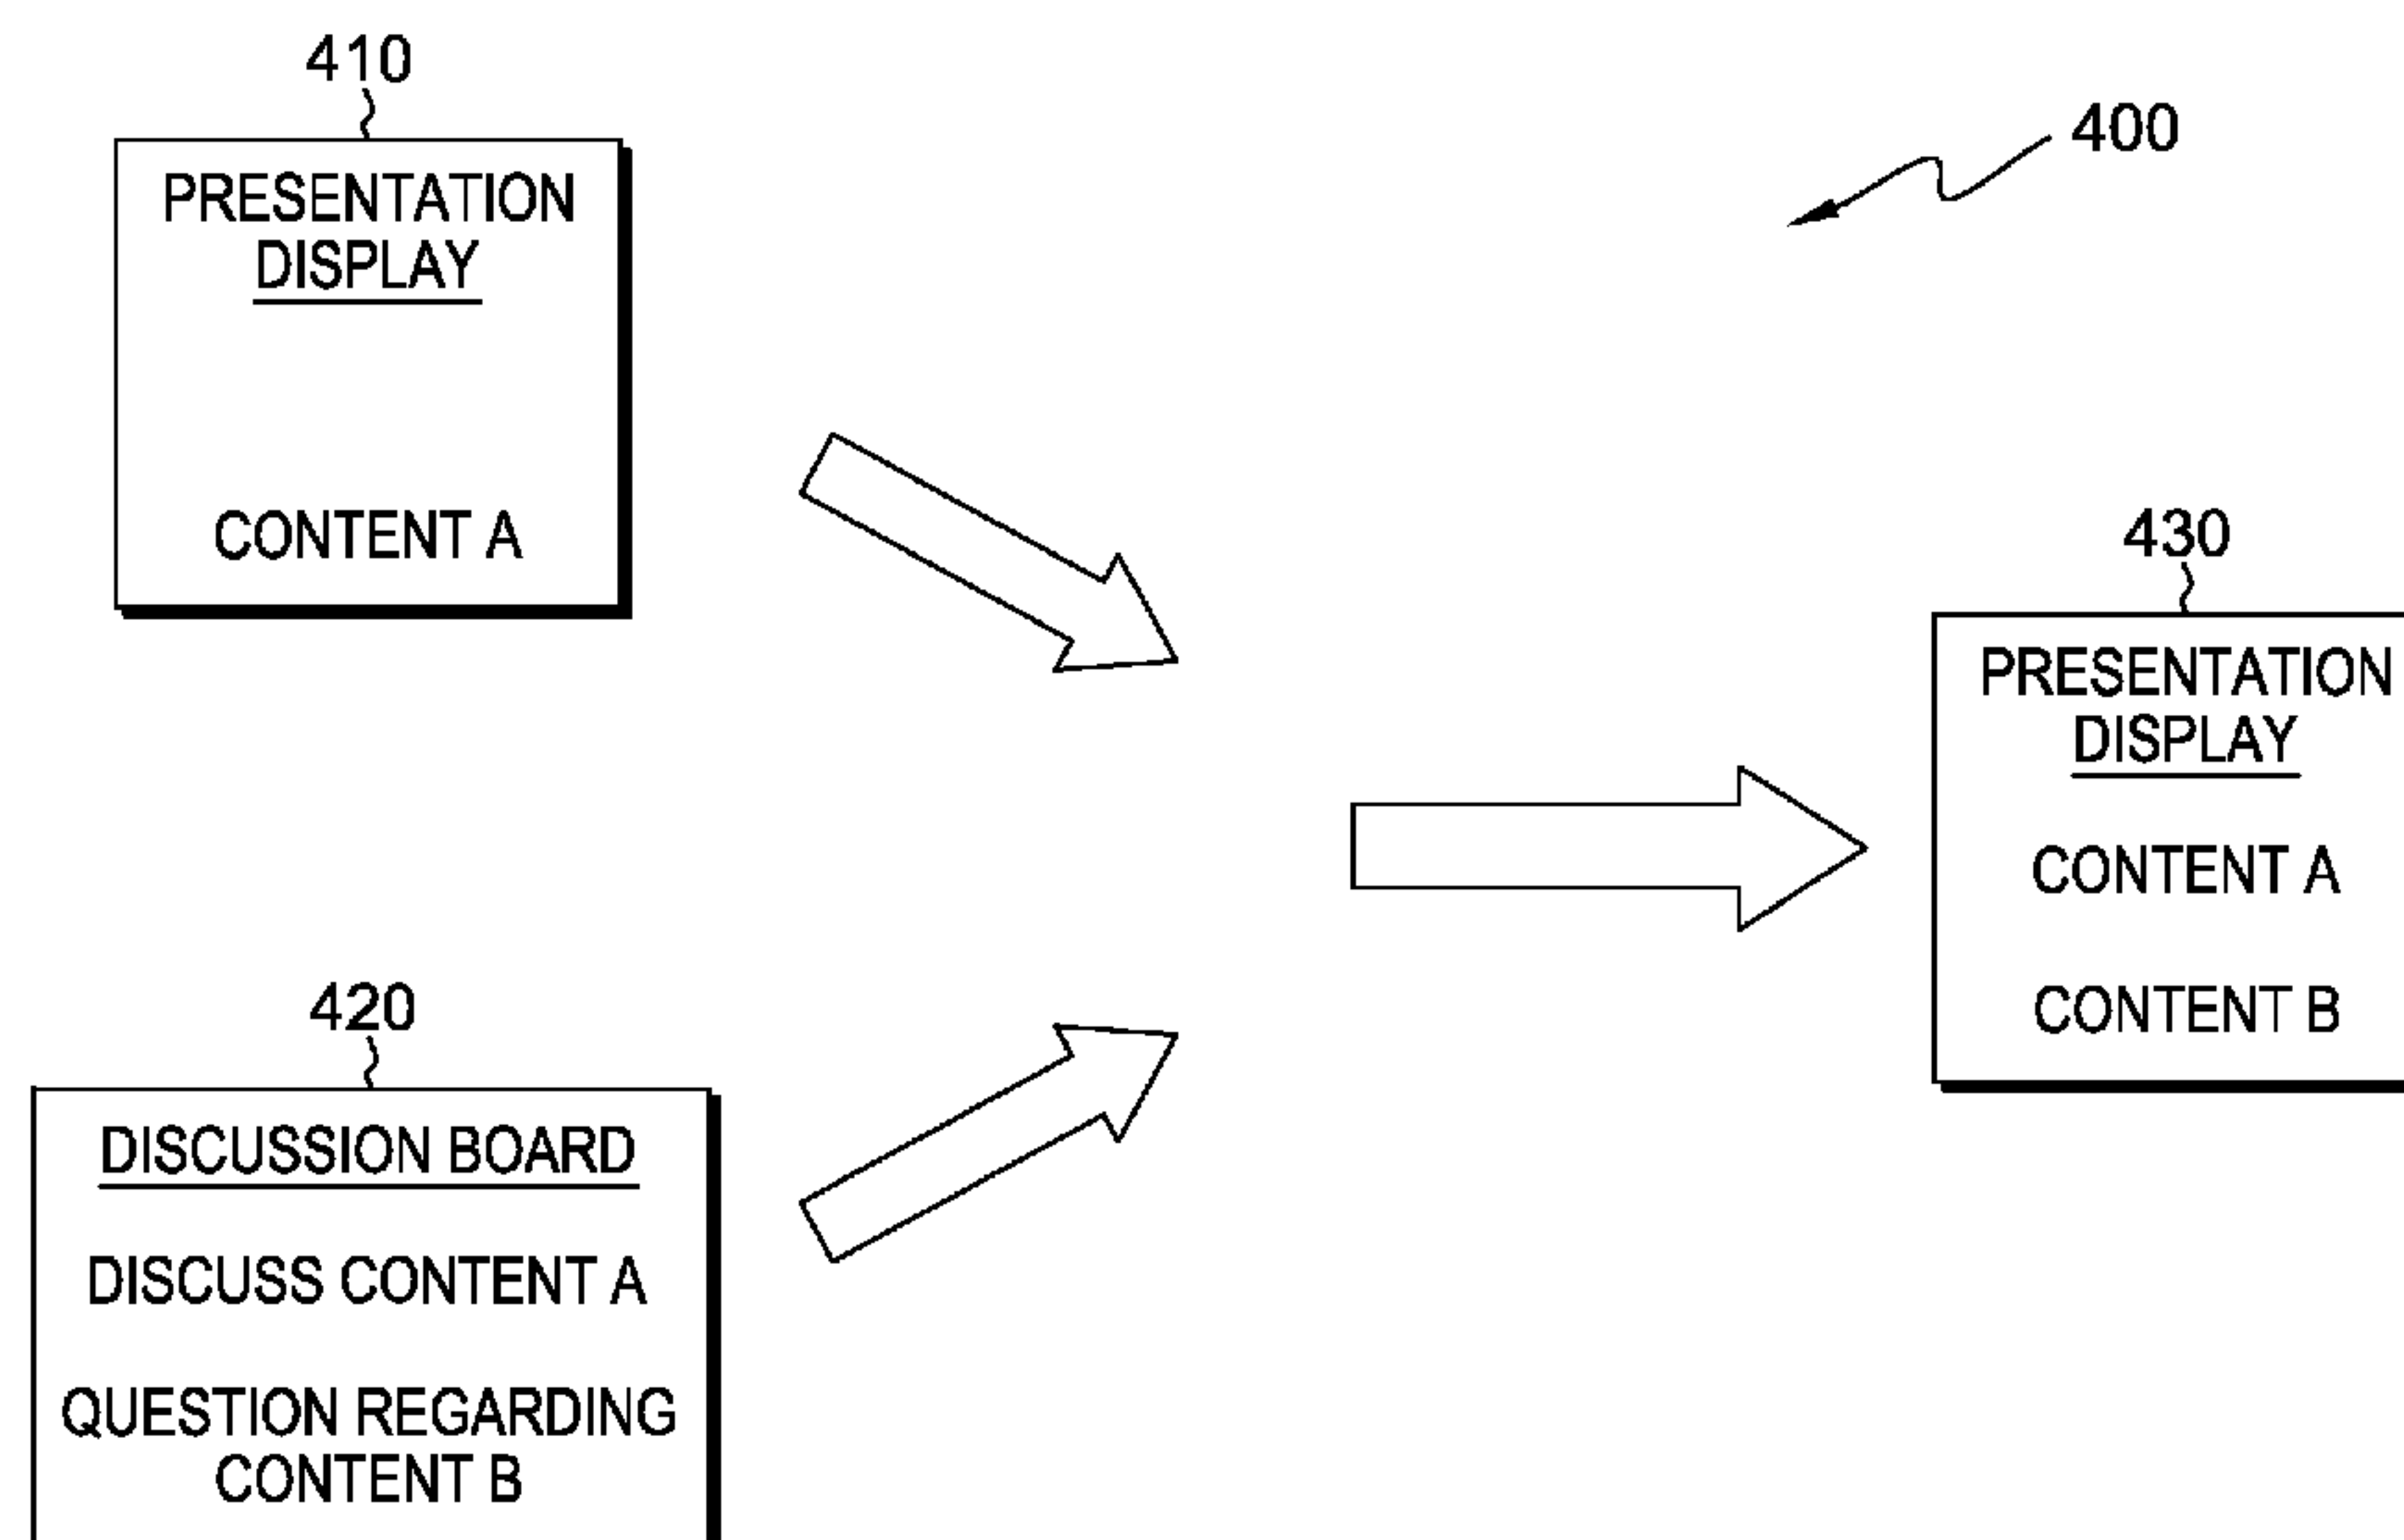 410
PRESENTATION
DISPLAY
CONTENT A
400
430
PRESENTATION
DISPLAY
CONTENT A
CONTENT B
420
DISCUSSION BOARD
DISCUSS CONTENT A
QUESTION REGARDING
CONTENT B